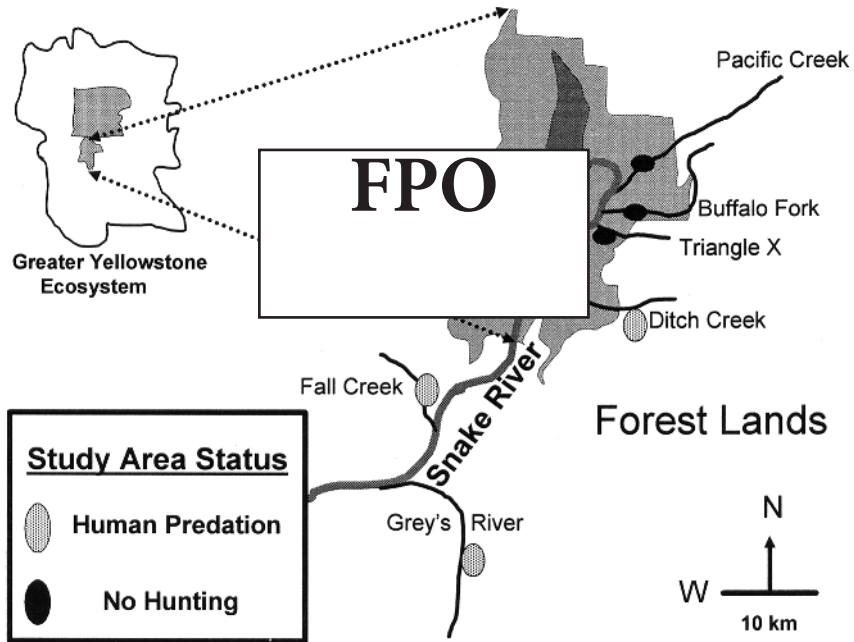 Pacific Creek
FPO
Buffalo Fork
Triangle X
Greater Yellowstone
Ecosystem
Ditch Creek
Fall Creek
Snake River
Forest Lands
Study Area Status
Human Predation
No Hunting
Grey's River
N
W
10 km